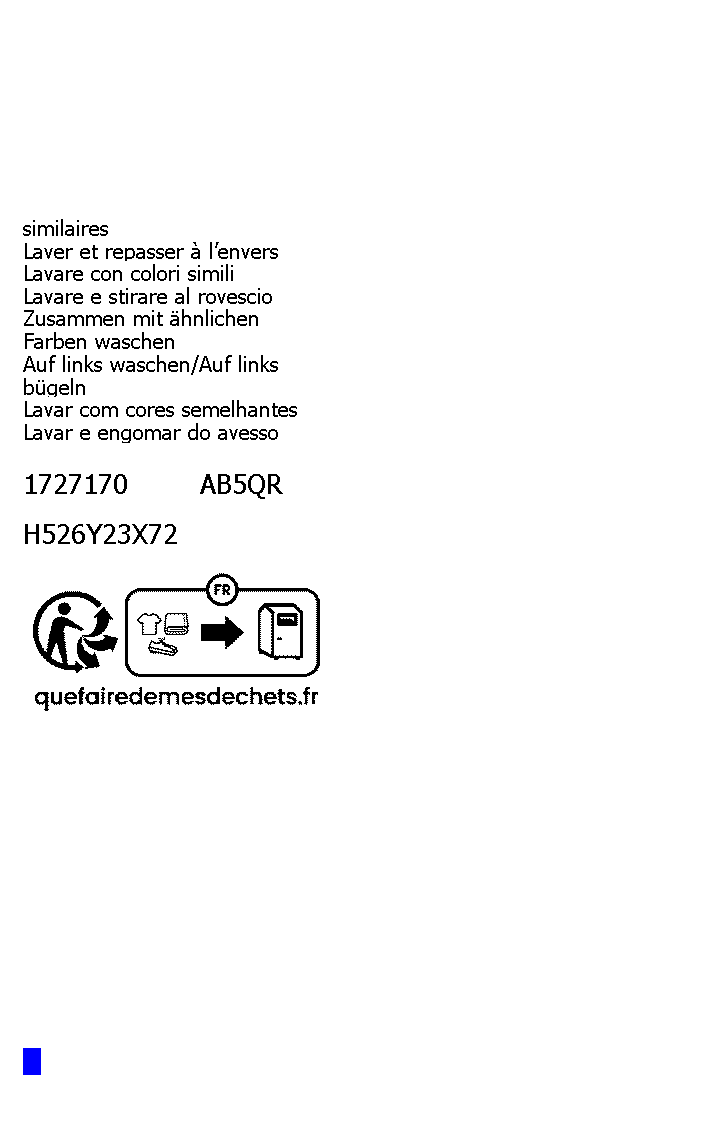 similaires
Laver et repasser à l’envers
Lavare con colori simili
Lavare e stirare al rovescio
Zusammen mit ähnlichen
Farben waschen
Auf links waschen/Auf links
bügeln
Lavar com cores semelhantes
Lavar e engomar do avesso
1727170 AB5QR
H526Y23X72
FR
quefairedemesdechets.fr